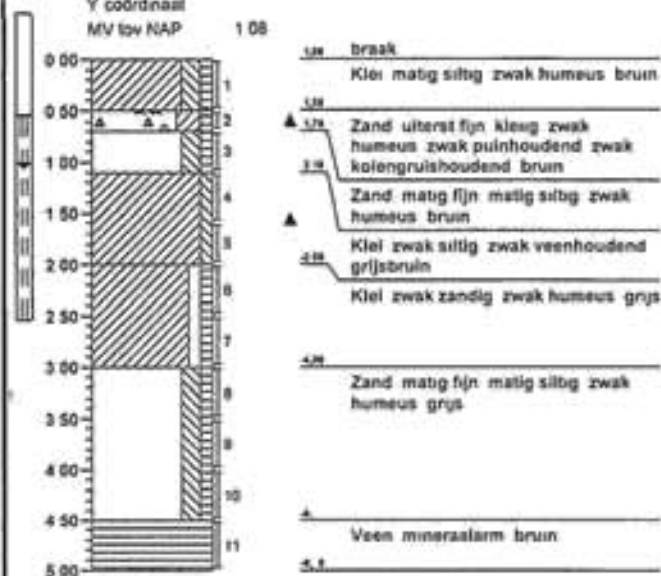 Y coördinaat
MV tov NAP 1 08
0 00
0 50
1 00
1 50
2 00
2 50
3 00
3 50
4 00
4 50
5 00
1
2
3
4
5
6
7
8
9
10
11
braak
Klei matig siltig zwak humeus bruin
Zand uiterst fijn kleiig zwak
humeus zwak puinhoudend zwak
kolengruishoudend bruin
Zand matig fijn matig siltig zwak
humeus bruin
Klei zwak siltig zwak veenhoudend
grijsbruin
Klei zwak zandig zwak humeus grijs
Zand matig fijn matig siltig zwak
humeus grijs
Veen mineraalarm bruin